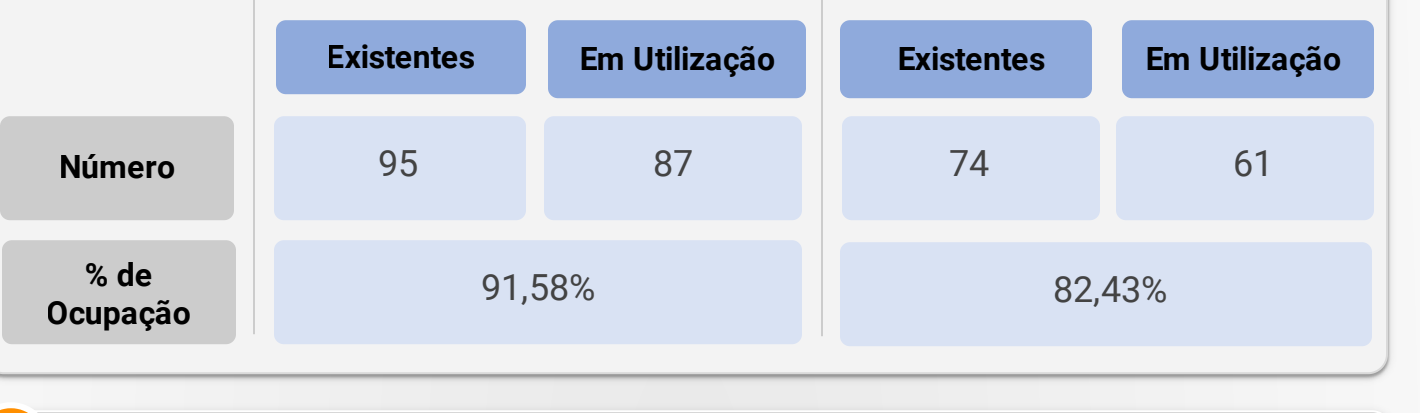 Existentes Em Utilização Existentes Em Utilização
Número 95 87 74 61
% de
Ocupação 91,58% 82,43%